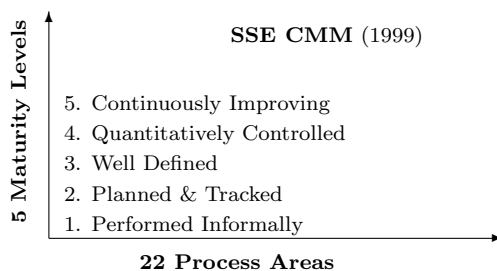 SSE CMM (1999)
5 Maturity Levels
5. Continuously Improving
4. Quantitatively Controlled
3. Well Defined
2. Planned & Tracked
1. Performed Informally
22 Process Areas